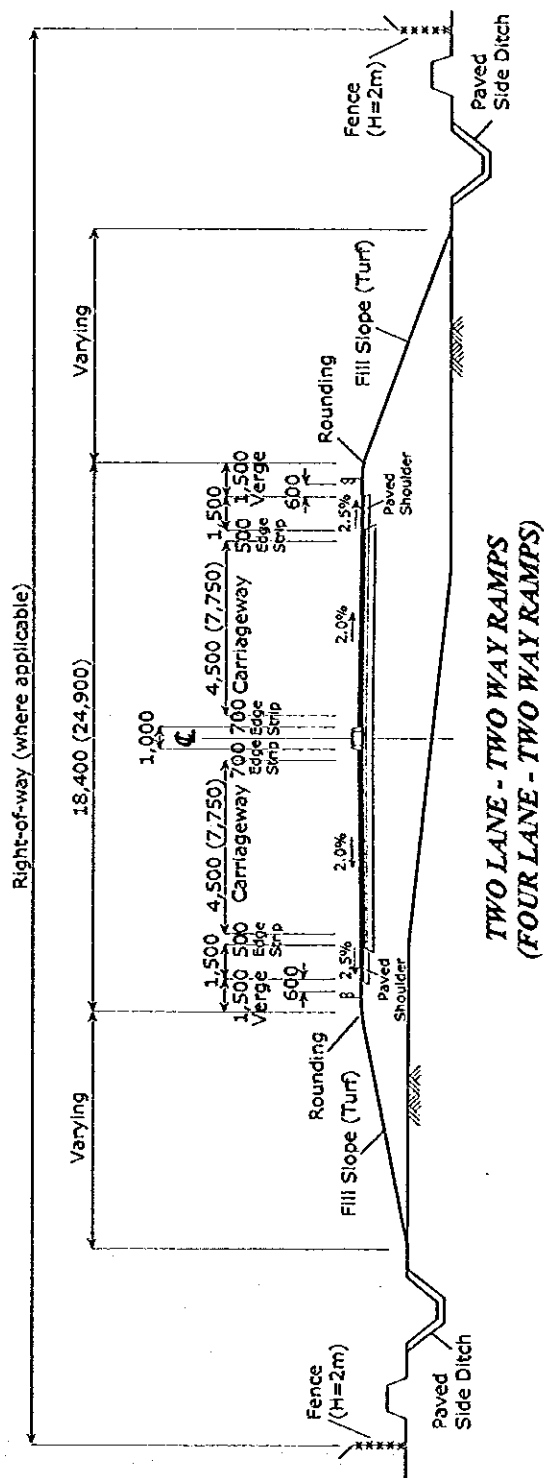 Right-of-way (where applicable)
Varying
18,400 (24,900)
Varying
1,000
℄
1,500
1,500
4,500 (7,750)
4,500 (7,750)
1,500
1,500
Verge
500
Carriageway
700
700
Carriageway
500
Verge
Edge
Strip
Edge
Strip
Edge
Strip
Edge
Strip
600
600
2.5%
2.0%
2.0%
2.5%
Fence
(H=2m)
Fence
(H=2m)
Rounding
Rounding
Fill Slope (Turf)
Fill Slope (Turf)
Paved
Shoulder
Paved
Shoulder
Paved
Side Ditch
Paved
Side Ditch
TWO LANE - TWO WAY RAMPS
(FOUR LANE - TWO WAY RAMPS)